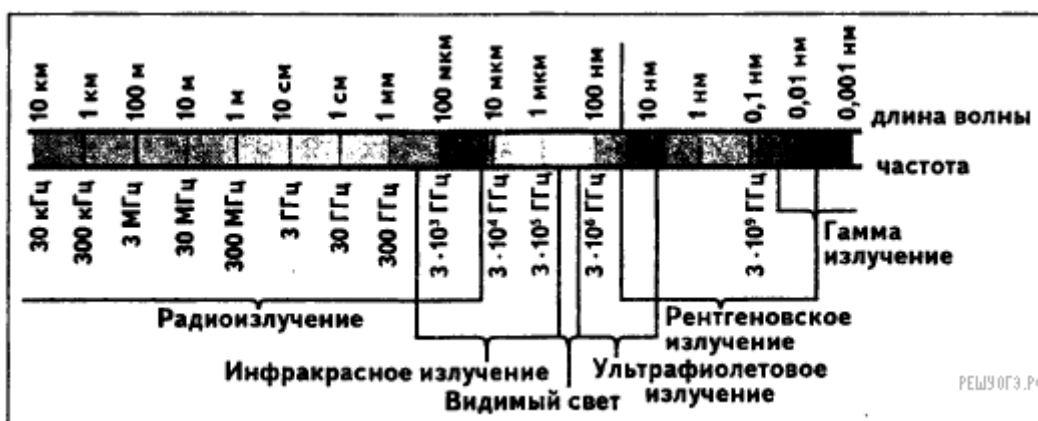 10 км 1 км 100 м 10 м 1 м 10 см 1 см 1 мм 100 мкм 10 мкм 1 мкм 100 нм 10 нм 1 нм 0,1 нм 0,01 нм 0,001 нм
длина волны
частота
30 кГц 300 кГц 3 МГц 30 МГц 300 МГц 3 ГГц 30 ГГц 300 ГГц 3·10³ ГГц 3·10⁴ ГГц 3·10⁵ ГГц 3·10⁶ ГГц 3·10⁹ ГГц
Гамма
излучение
Радиоизлучение
Рентгеновское
излучение
Инфракрасное излучение
Ультрафиолетовое
излучение
Видимый свет
РЕШУОГЭ.РФ